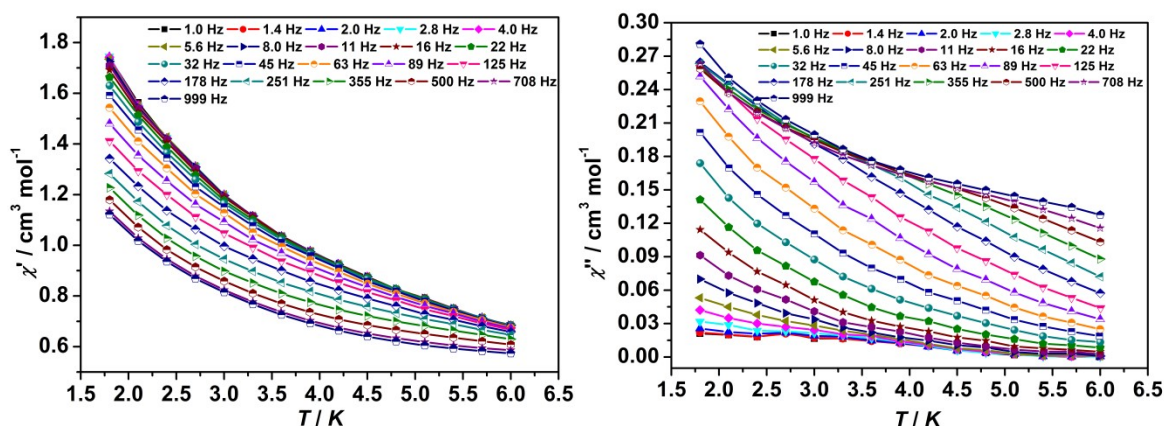 1.0 Hz 1.4 Hz 2.0 Hz 2.8 Hz 4.0 Hz
5.6 Hz 8.0 Hz 11 Hz 16 Hz 22 Hz
32 Hz 45 Hz 63 Hz 89 Hz 125 Hz
178 Hz 251 Hz 355 Hz 500 Hz 708 Hz
999 Hz
1.8
1.6
1.4
1.2
1.0
0.8
0.6
χ' / cm³ mol⁻¹
1.5 2.0 2.5 3.0 3.5 4.0 4.5 5.0 5.5 6.0 6.5
T / K
1.0 Hz 1.4 Hz 2.0 Hz 2.8 Hz 4.0 Hz
5.6 Hz 8.0 Hz 11 Hz 16 Hz 22 Hz
32 Hz 45 Hz 63 Hz 89 Hz 125 Hz
178 Hz 251 Hz 355 Hz 500 Hz 708 Hz
999 Hz
0.30
0.27
0.24
0.21
0.18
0.15
0.12
0.09
0.06
0.03
0.00
χ'' / cm³ mol⁻¹
1.5 2.0 2.5 3.0 3.5 4.0 4.5 5.0 5.5 6.0 6.5
T / K